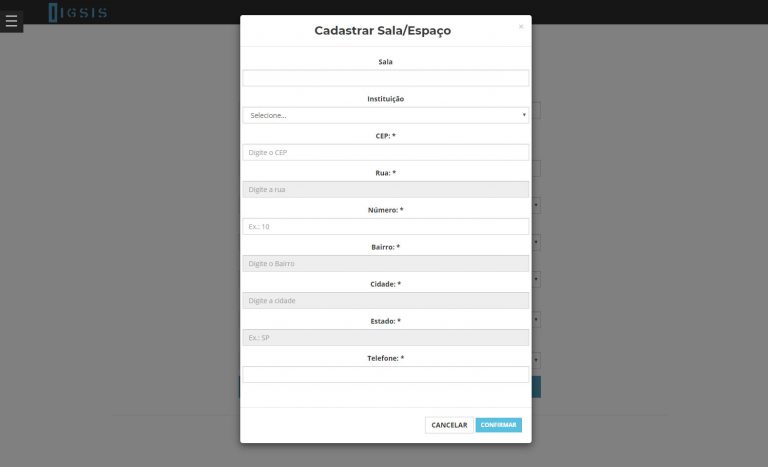 IGSIS
Cadastrar Sala/Espaço
×
Sala
Instituição
Selecione...
CEP: *
Digite o CEP
Rua: *
Digite a rua
Número: *
Ex.: 10
Bairro: *
Digite o Bairro
Cidade: *
Digite a cidade
Estado: *
Ex.: SP
Telefone: *
CANCELAR
CONFIRMAR